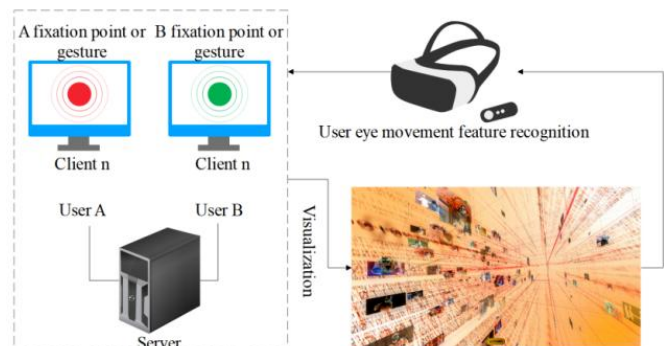 A fixation point or
gesture
B fixation point or
gesture
Client n
Client n
User A
User B
Server
User eye movement feature recognition
Visualization